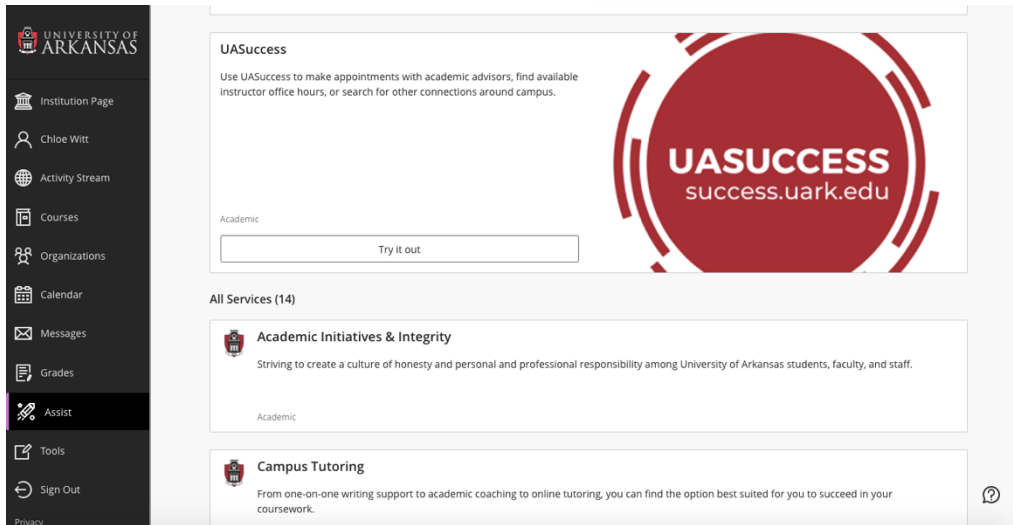 UNIVERSITY OF
ARKANSAS
Institution Page
Chloe Witt
Activity Stream
Courses
Organizations
Calendar
Messages
Grades
Assist
Tools
Sign Out
Privacy
UASuccess
Use UASuccess to make appointments with academic advisors, find available
instructor office hours, or search for other connections around campus.
Academic
Try it out
UASUCCESS
success.uark.edu
All Services (14)
Academic Initiatives & Integrity
Striving to create a culture of honesty and personal and professional responsibility among University of Arkansas students, faculty, and staff.
Academic
Campus Tutoring
From one-on-one writing support to academic coaching to online tutoring, you can find the option best suited for you to succeed in your
coursework.